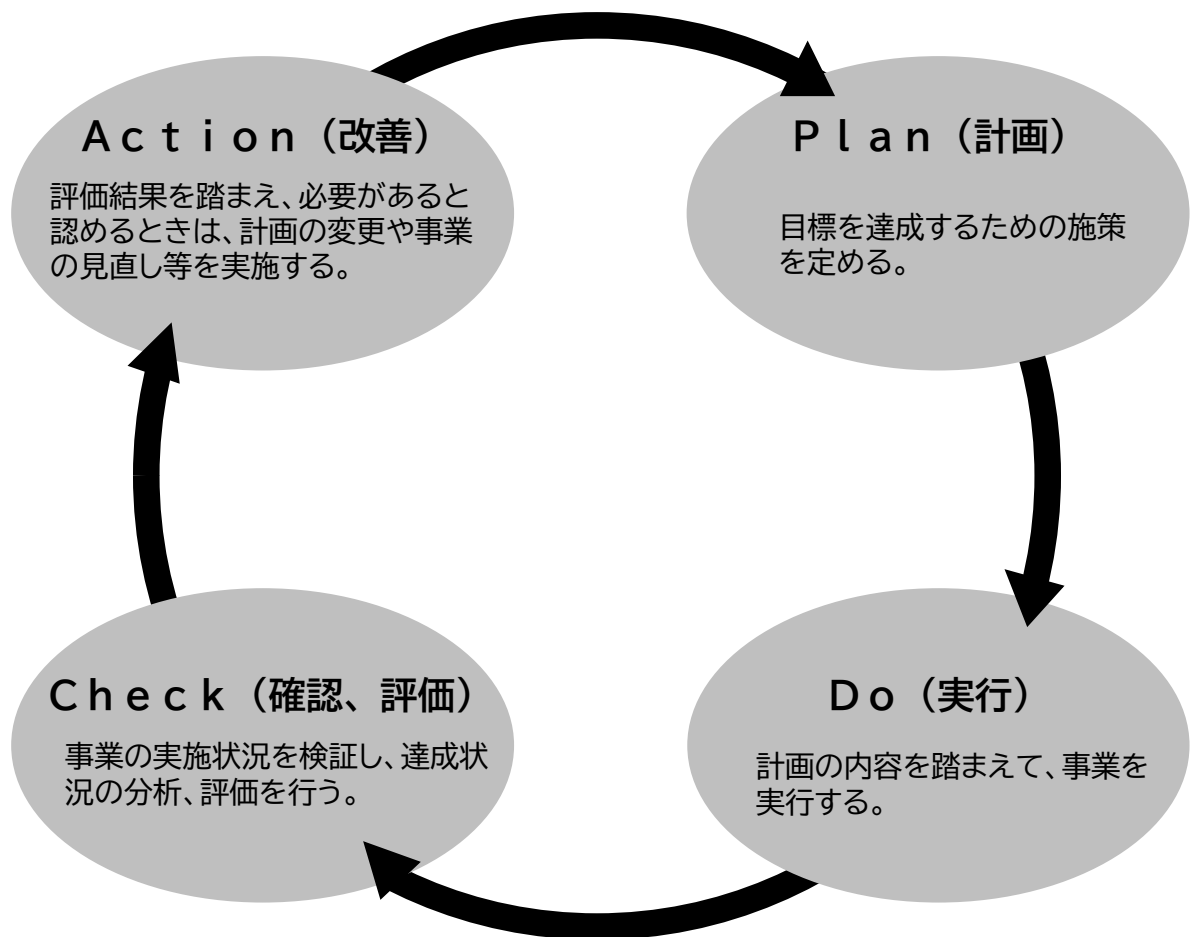 Ａｃｔｉｏｎ（改善）
評価結果を踏まえ、必要があると
認めるときは、計画の変更や事業
の見直し等を実施する。
Ｐｌａｎ（計画）
目標を達成するための施策
を定める。
Ｃｈｅｃｋ（確認、評価）
事業の実施状況を検証し、達成状
況の分析、評価を行う。
Ｄｏ（実行）
計画の内容を踏まえて、事業を
実行する。